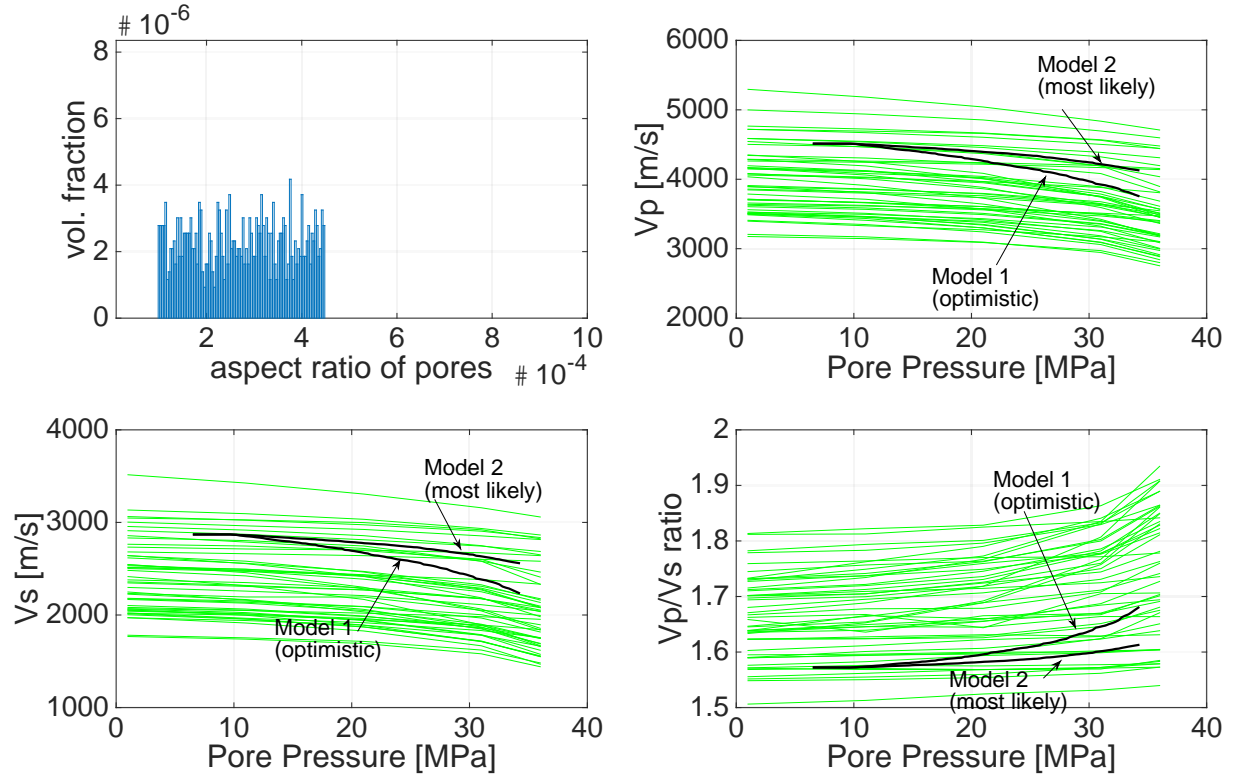 # 10^-6
8
6
4
2
0
vol. fraction
2
4
6
8
10
aspect ratio of pores
# 10^-4
6000
5000
4000
3000
2000
Vp [m/s]
Model 2
(most likely)
Model 1
(optimistic)
0
10
20
30
40
Pore Pressure [MPa]
4000
3000
2000
1000
Vs [m/s]
Model 2
(most likely)
Model 1
(optimistic)
0
10
20
30
40
Pore Pressure [MPa]
2
1.9
1.8
1.7
1.6
1.5
Vp/Vs ratio
Model 1
(optimistic)
Model 2
(most likely)
0
10
20
30
40
Pore Pressure [MPa]